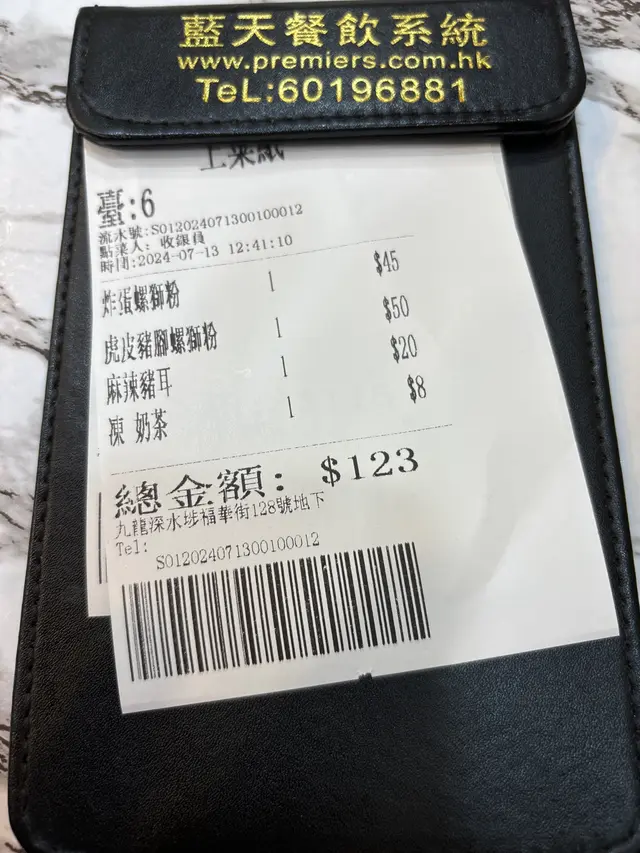 藍天餐飲系統
www.premiers.com.hk
TeL:60196881
上菜紙
臺:6
流水號:S012024071300100012
點菜人: 收銀員
時間:2024-07-13 12:41:10
炸蛋螺獅粉 1 $45
虎皮豬腳螺獅粉 1 $50
麻辣豬耳 1 $20
凍 奶茶 1 $8
總金額: $123
九龍深水埗福華街128號地下
Tel:
S012024071300100012